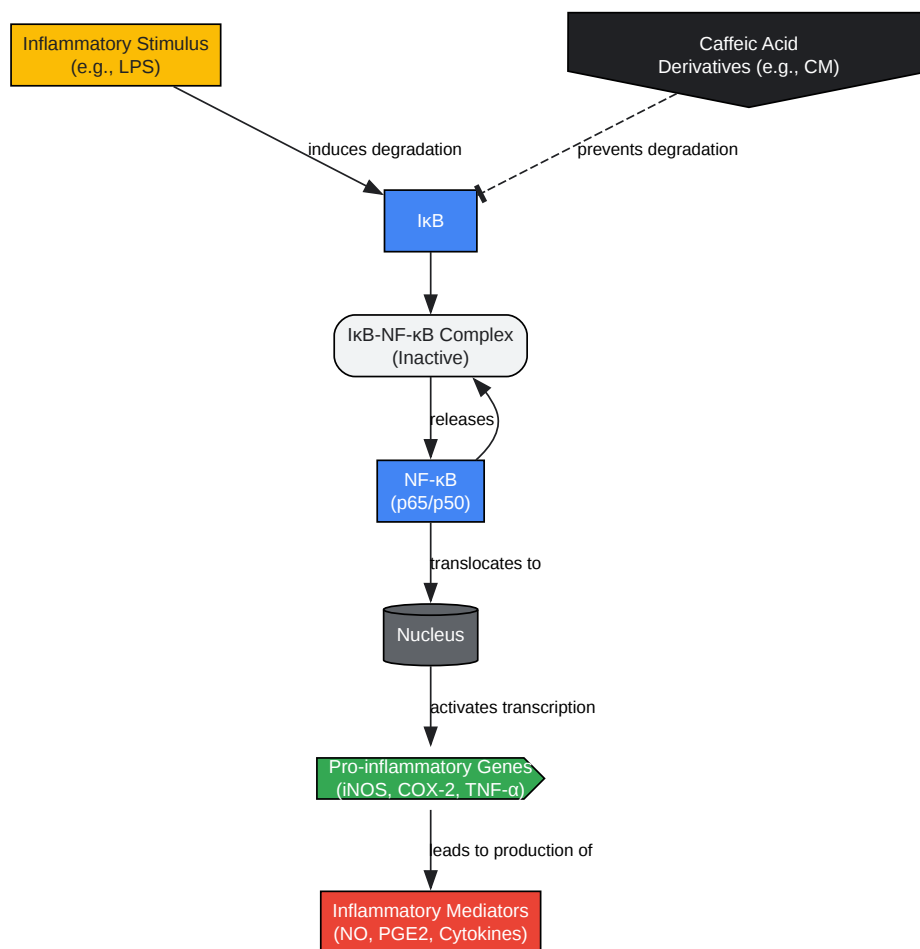 Inflammatory Stimulus
(e.g., LPS)
Caffeic Acid
Derivatives (e.g., CM)
induces degradation
prevents degradation
IκB
IκB-NF-κB Complex
(Inactive)
releases
NF-κB
(p65/p50)
translocates to
Nucleus
activates transcription
Pro-inflammatory Genes
(iNOS, COX-2, TNF-α)
leads to production of
Inflammatory Mediators
(NO, PGE2, Cytokines)